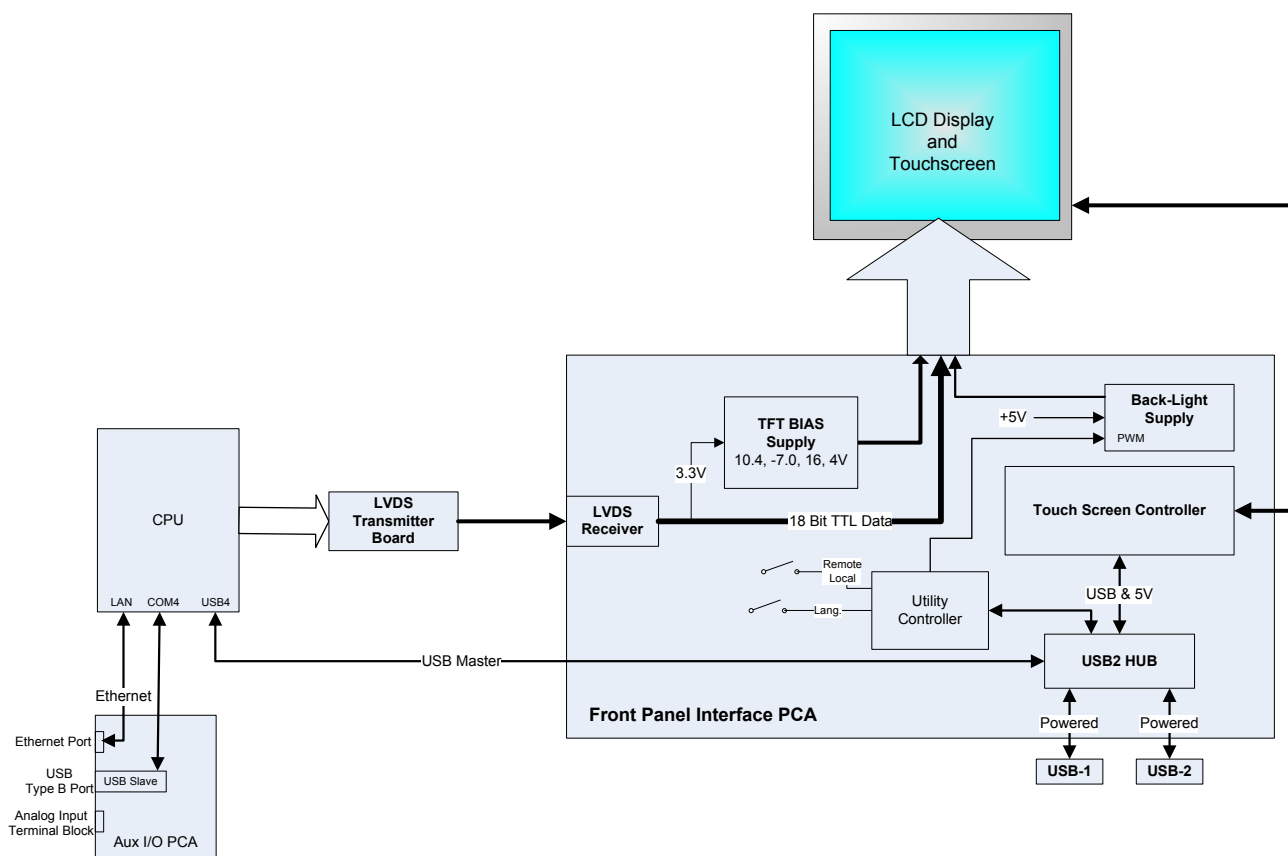 LCD Display
and
Touchscreen
Back-Light
Supply
+5V
PWM
TFT BIAS
Supply
10.4, -7.0, 16, 4V
3.3V
CPU
LVDS
Transmitter
Board
LVDS
Receiver
18 Bit TTL Data
Touch Screen Controller
Remote
Local
Lang.
Utility
Controller
USB & 5V
LAN
COM4
USB4
USB Master
USB2 HUB
Ethernet
Front Panel Interface PCA
Powered
Powered
USB-1
USB-2
Ethernet Port
USB
Type B Port
USB Slave
Analog Input
Terminal Block
Aux I/O PCA